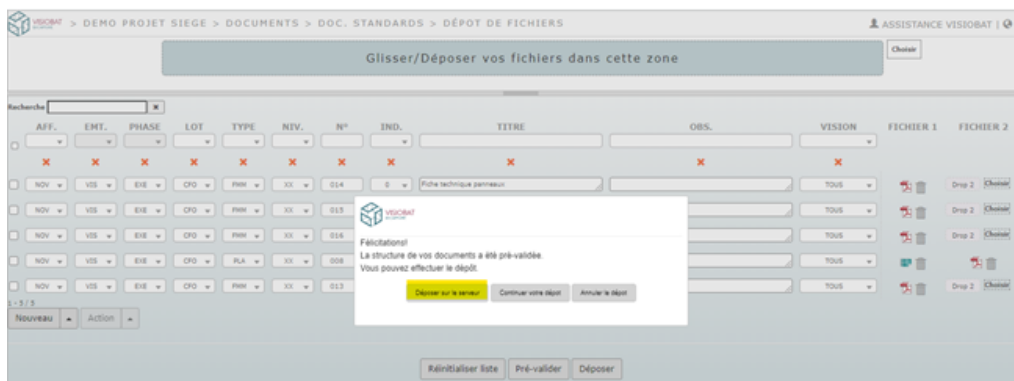 VISIOBAT > DEMO PROJET SIEGE > DOCUMENTS > DOC. STANDARDS > DÉPOT DE FICHIERS ASSISTANCE VISIOBAT |
Glisser/Déposer vos fichiers dans cette zone Choisir
Recherche
AFF. EMT. PHASE LOT TYPE NIV. N° IND. TITRE OBS. VISION FICHIER 1 FICHIER 2
NOV VIS EXE CFO PMM XX 014 0 Fiche technique panneaux TOUS Drop 2 Choisir
NOV VIS EXE CFO PMM XX 015 TOUS Drop 2 Choisir
NOV VIS EXE CFO PMM XX 016 TOUS Drop 2 Choisir
NOV VIS EXE CFO PLA XX 008 TOUS
NOV VIS EXE CFO PMM XX 013 TOUS Drop 2 Choisir
VISIOBAT
Félicitations!
La structure de vos documents a été pré-validée.
Vous pouvez effectuer le dépôt.
Déposer sur le serveur Continuer votre dépot Annuler le dépot
1 - 5 / 5
Nouveau Action
Réinitialiser liste Pré-valider Déposer